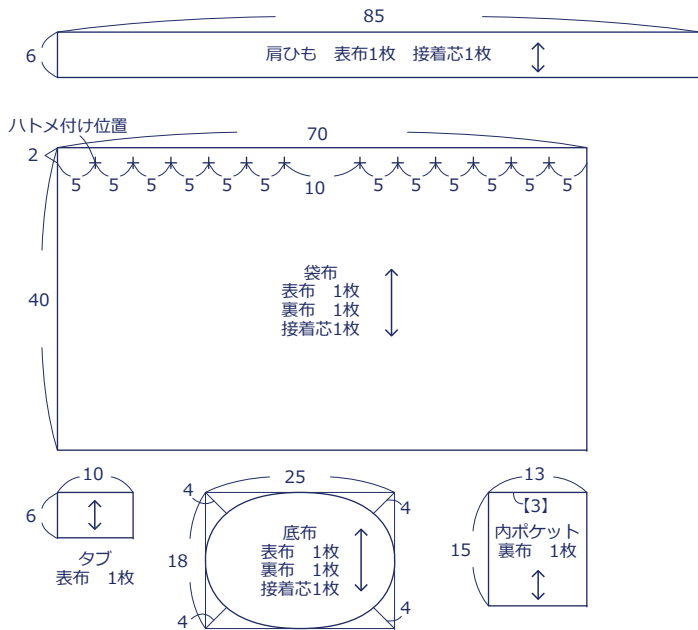 85
6
肩ひも 表布1枚 接着芯1枚
ハトメ付け位置
70
2
5 5 5 5 5 5 10 5 5 5 5 5 5
40
袋布
表布 1枚
裏布 1枚
接着芯1枚
10
6
タブ
表布 1枚
25
4
4
18
底布
表布 1枚
裏布 1枚
接着芯1枚
4
4
13
【3】
15
内ポケット
裏布 1枚